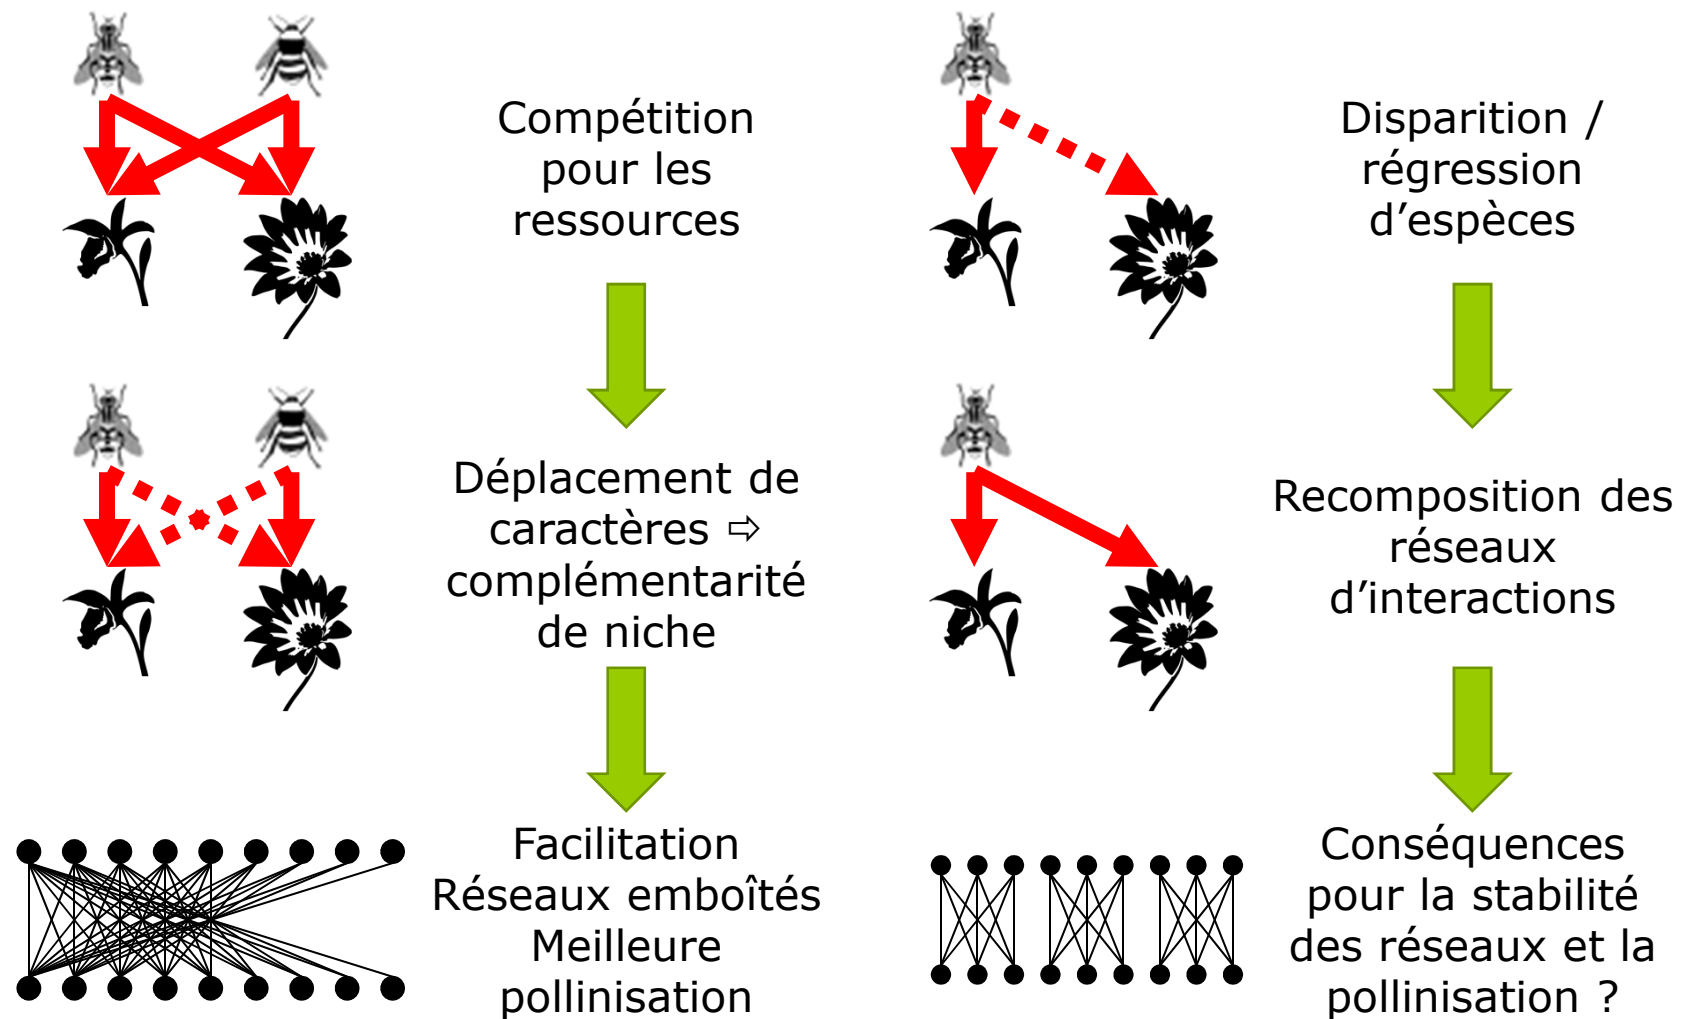 Compétition
pour les
ressources
Déplacement de
caractères ⇨
complémentarité
de niche
Facilitation
Réseaux emboîtés
Meilleure
pollinisation
Disparition /
régression
d’espèces
Recomposition des
réseaux
d’interactions
Conséquences
pour la stabilité
des réseaux et la
pollinisation ?